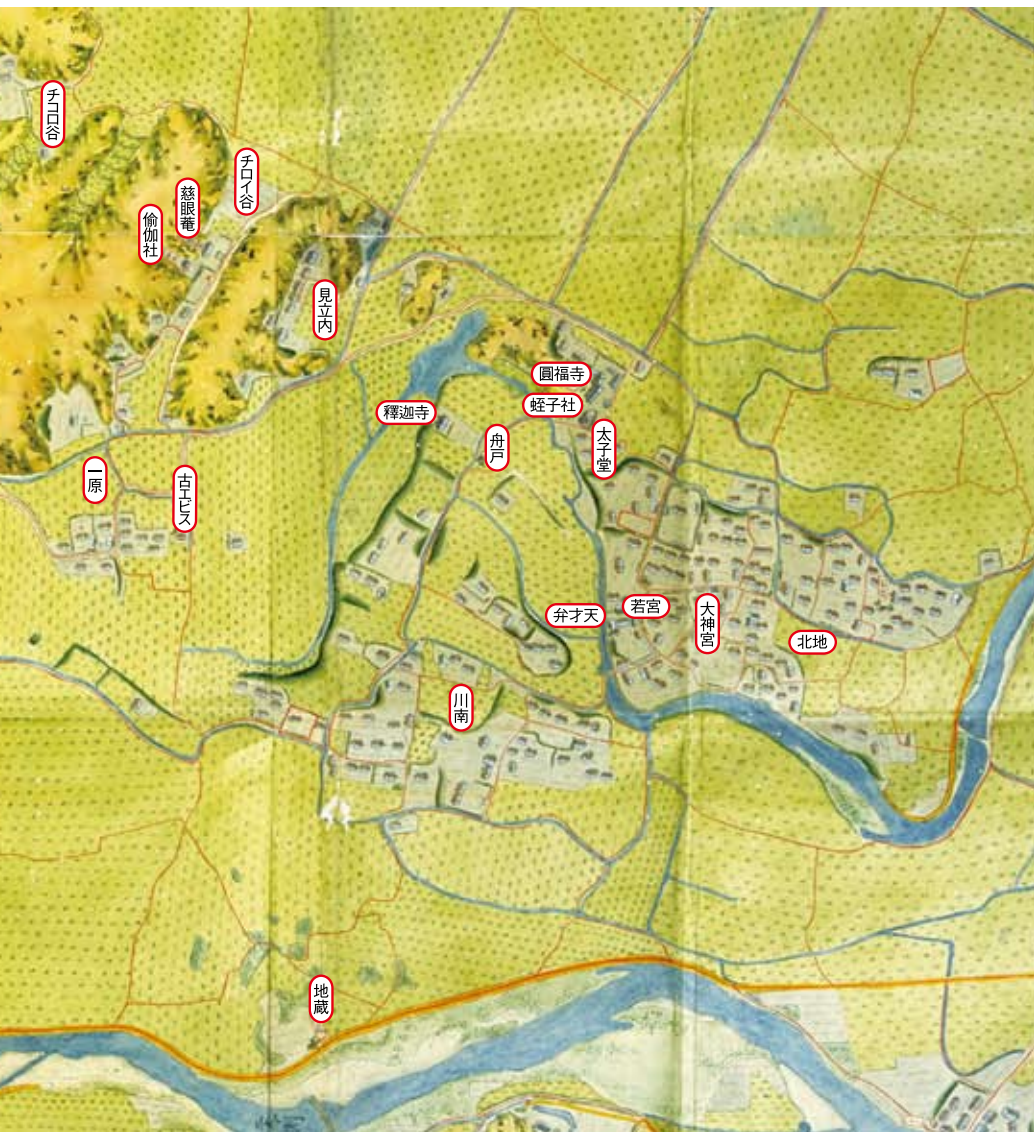 チコロ谷
チロイ谷
慈眼菴
偷伽社
見立内
圓福寺
蛭子社
釋迦寺
舟戸
太子堂
一原
古エビス
弁才天
若宮
大神宮
北地
川南
地蔵